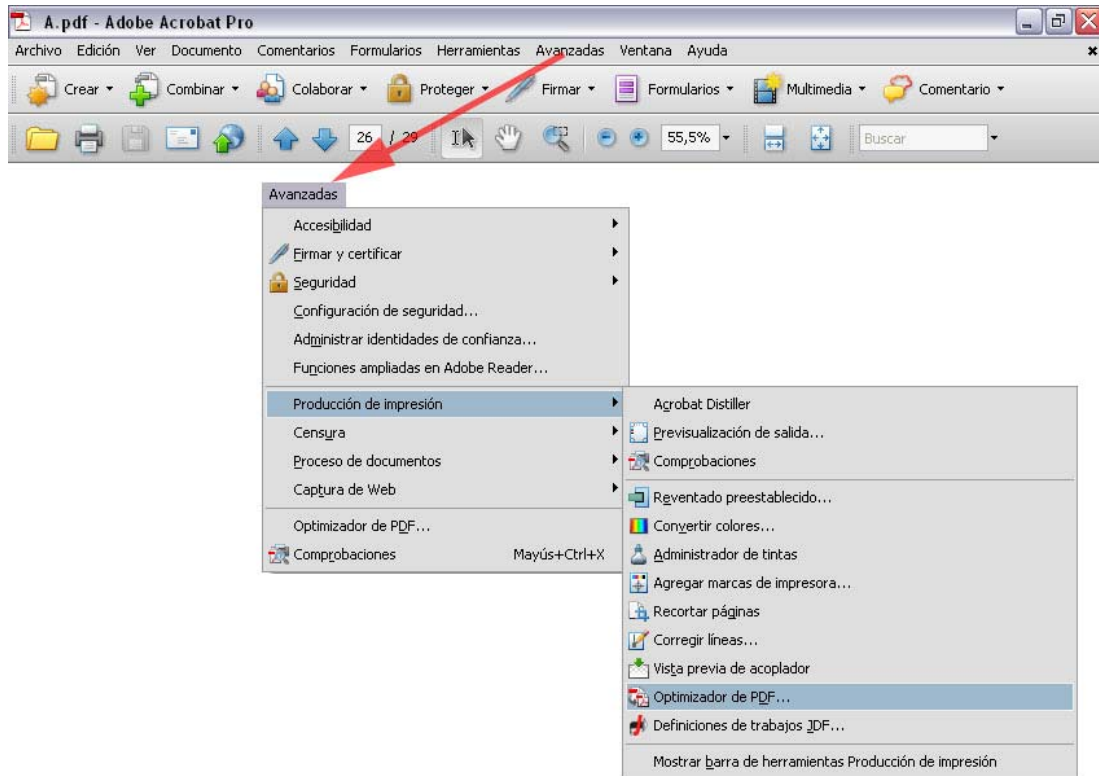 A.pdf - Adobe Acrobat Pro
Archivo Edición Ver Documento Comentarios Formularios Herramientas Avanzadas Ventana Ayuda
Crear Combinar Colaborar Proteger Firmar Formularios Multimedia Comentario
26 / 29 55,5% Buscar
Avanzadas
Accesibilidad
Firmar y certificar
Seguridad
Configuración de seguridad...
Administrar identidades de confianza...
Funciones ampliadas en Adobe Reader...
Producción de impresión
Censura
Proceso de documentos
Captura de Web
Optimizador de PDF...
Comprobaciones Mayús+Ctrl+X
Acrobat Distiller
Previsualización de salida...
Comprobaciones
Reventado preestablecido...
Convertir colores...
Administrador de tintas
Agregar marcas de impresora...
Recortar páginas
Corregir líneas...
Vista previa de acoplador
Optimizador de PDF...
Definiciones de trabajos JDF...
Mostrar barra de herramientas Producción de impresión